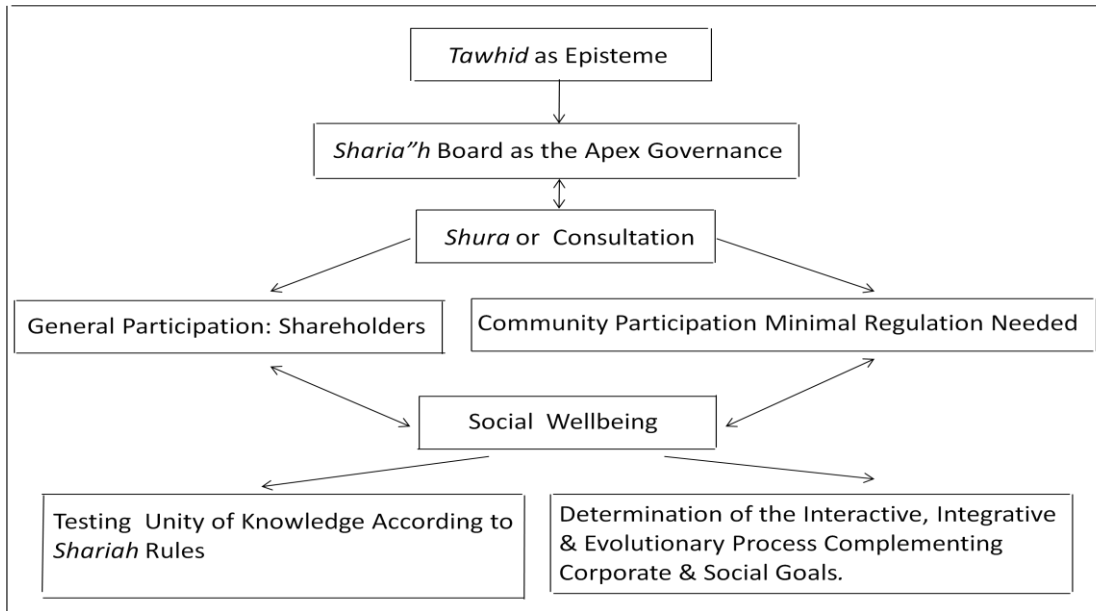 Tawhid as Episteme
Sharia”h Board as the Apex Governance
Shura or Consultation
General Participation: Shareholders
Community Participation Minimal Regulation Needed
Social Wellbeing
Testing Unity of Knowledge According to
Shariah Rules
Determination of the Interactive, Integrative
& Evolutionary Process Complementing
Corporate & Social Goals.